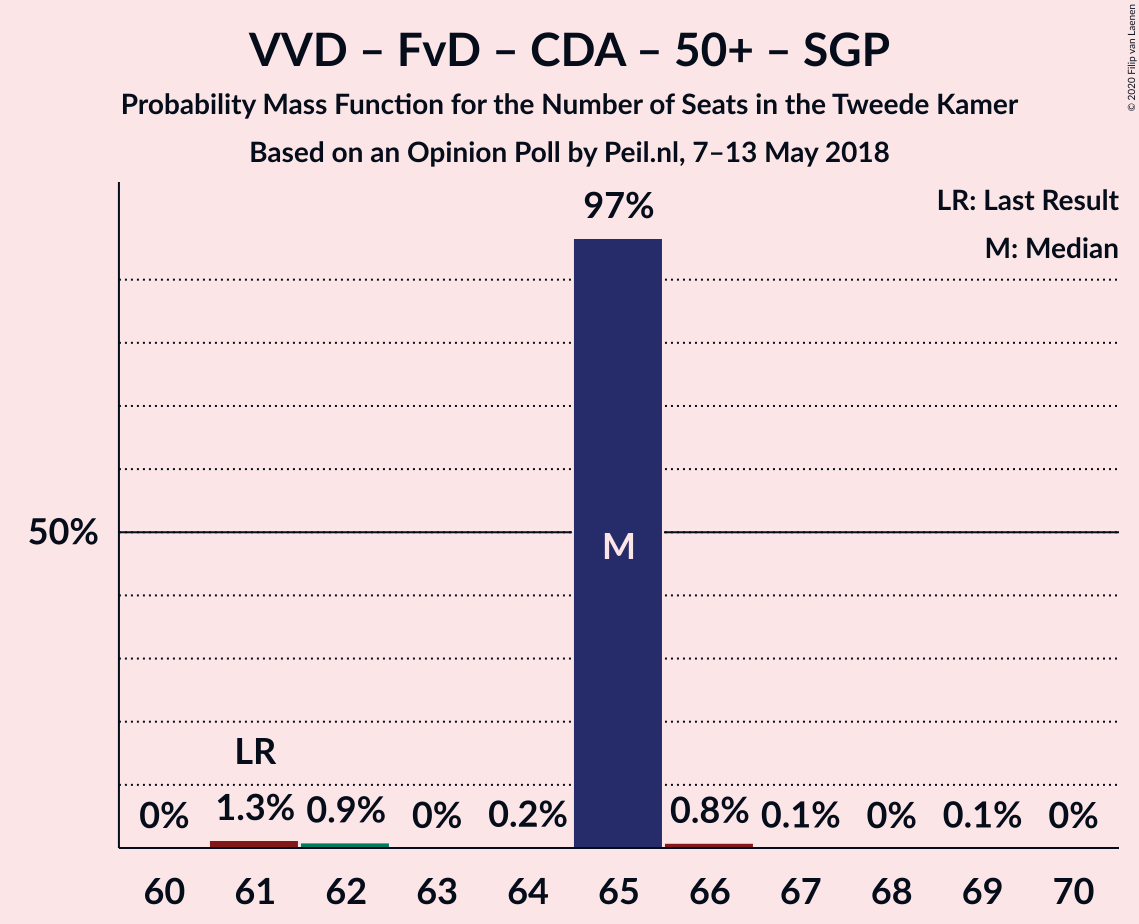 VVD – FvD – CDA – 50+ – SGP
Probability Mass Function for the Number of Seats in the Tweede Kamer
Based on an Opinion Poll by Peil.nl, 7–13 May 2018
© 2020 Filip van Laenen
LR: Last Result
M: Median
97%
50%
M
LR
0% 1.3% 0.9% 0% 0.2% 0.8% 0.1% 0% 0.1% 0%
60 61 62 63 64 65 66 67 68 69 70